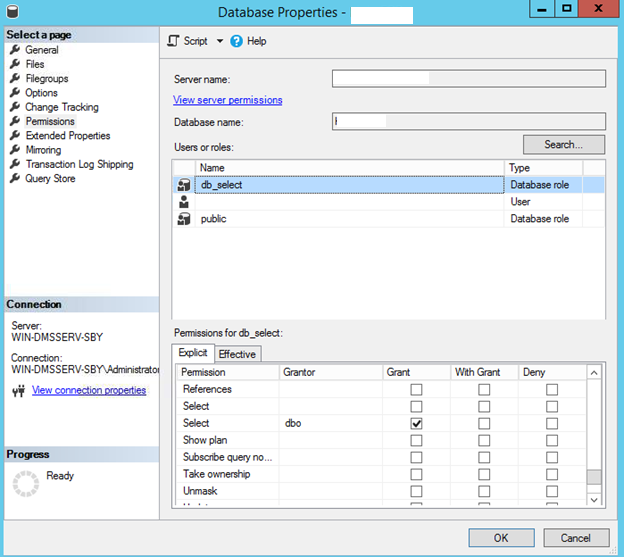 Database Properties -
Select a page
General
Files
Filegroups
Options
Change Tracking
Permissions
Extended Properties
Mirroring
Transaction Log Shipping
Query Store
Connection
Server:
WIN-DMSSERV-SBY
Connection:
WIN-DMSSERV-SBY\Administrator
View connection properties
Progress
Ready
Script Help
Server name:
View server permissions
Database name:
Users or roles:
Search...
Name Type
db_select Database role
User
public Database role
Permissions for db_select:
Explicit Effective
Permission Grantor Grant With Grant Deny
References
Select
Select dbo
Show plan
Subscribe query no...
Take ownership
Unmask
OK Cancel